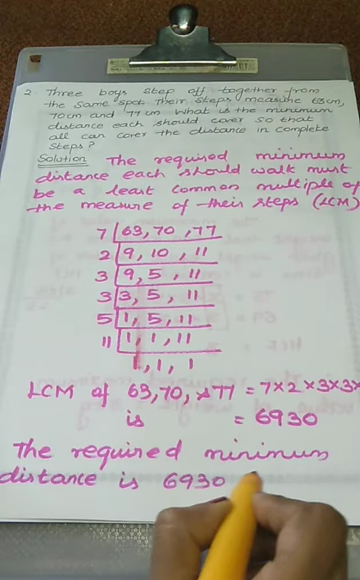 2. Three boys step off together from
the same spot. Their steps measure 63cm,
70cm and 77cm. What is the minimum
distance each should cover so that
all can cover the distance in complete
steps?
Solution The required minimum
distance each should walk must
be a least common multiple of
the measure of their steps (LCM)
7 | 63, 70, 77
2 | 9, 10, 11
3 | 9, 5, 11
3 | 3, 5, 11
5 | 1, 5, 11
11 | 1, 1, 11
1, 1, 1
LCM of 63, 70, 77 = 7×2×3×3×
is = 6930
The required minimum
distance is 6930